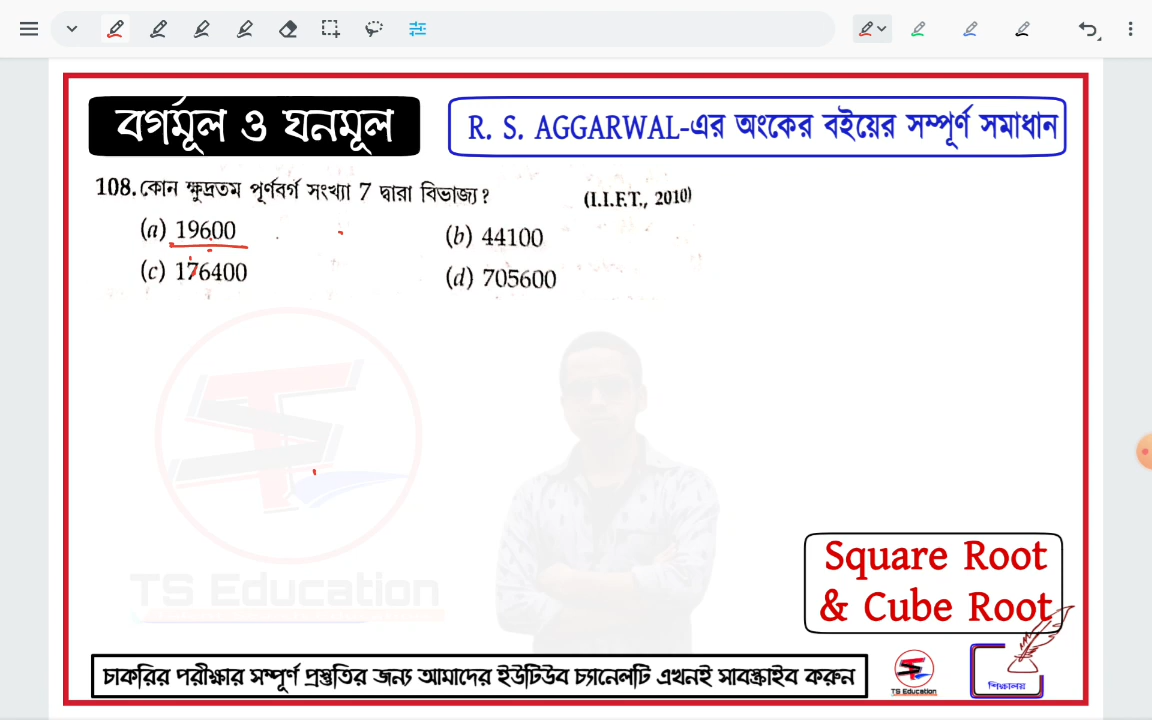 বর্গমূল ও ঘনমূল
R. S. AGGARWAL-এর অংকের বইয়ের সম্পূর্ণ সমাধান
108. কোন ক্ষুদ্রতম পূর্ণবর্গ সংখ্যা 7 দ্বারা বিভাজ্য? (I.I.F.T., 2010)
(a) 19600 (b) 44100
(c) 176400 (d) 705600
TS Education
Square Root
& Cube Root
চাকরির পরীক্ষার সম্পূর্ণ প্রস্তুতির জন্য আমাদের ইউটিউব চ্যানেলটি এখনই সাবস্ক্রাইব করুন
TS Education
শিক্ষালয়